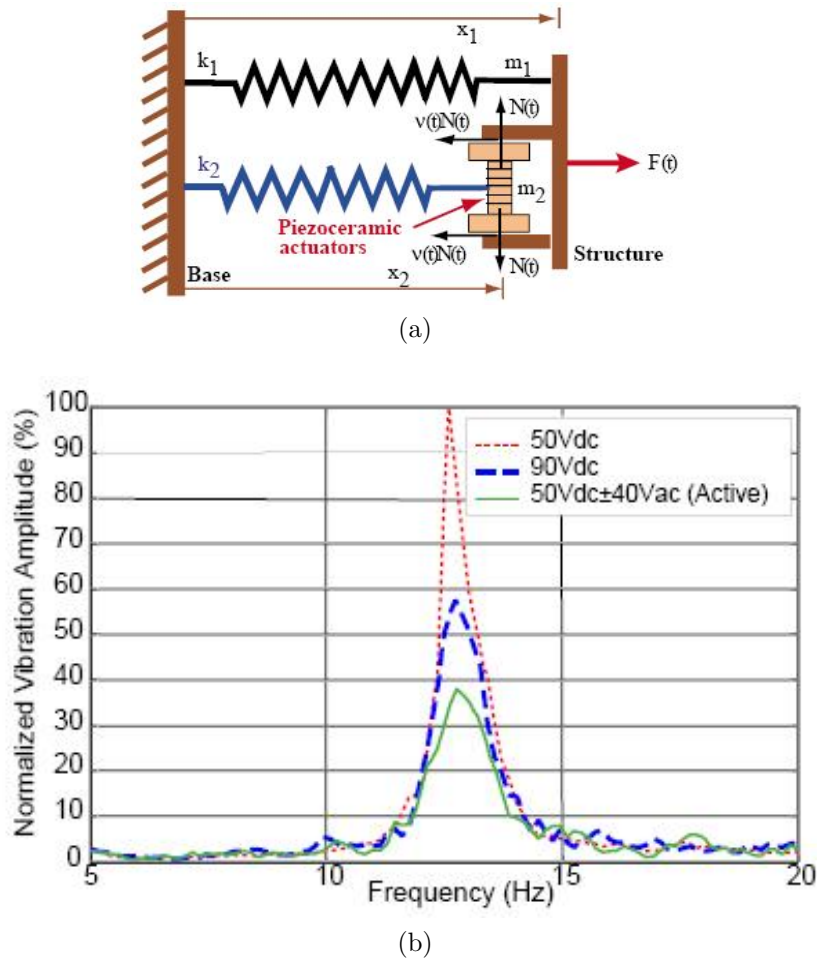 x1
k1
m1
N(t)
ν(t)N(t)
F(t)
k2
m2
Piezoceramic
actuators
ν(t)N(t)
N(t)
Structure
Base
x2
(a)
Normalized Vibration Amplitude (%)
100
90
80
70
60
50
40
30
20
10
0
50Vdc
90Vdc
50Vdc±40Vac (Active)
5
10
15
20
Frequency (Hz)
(b)